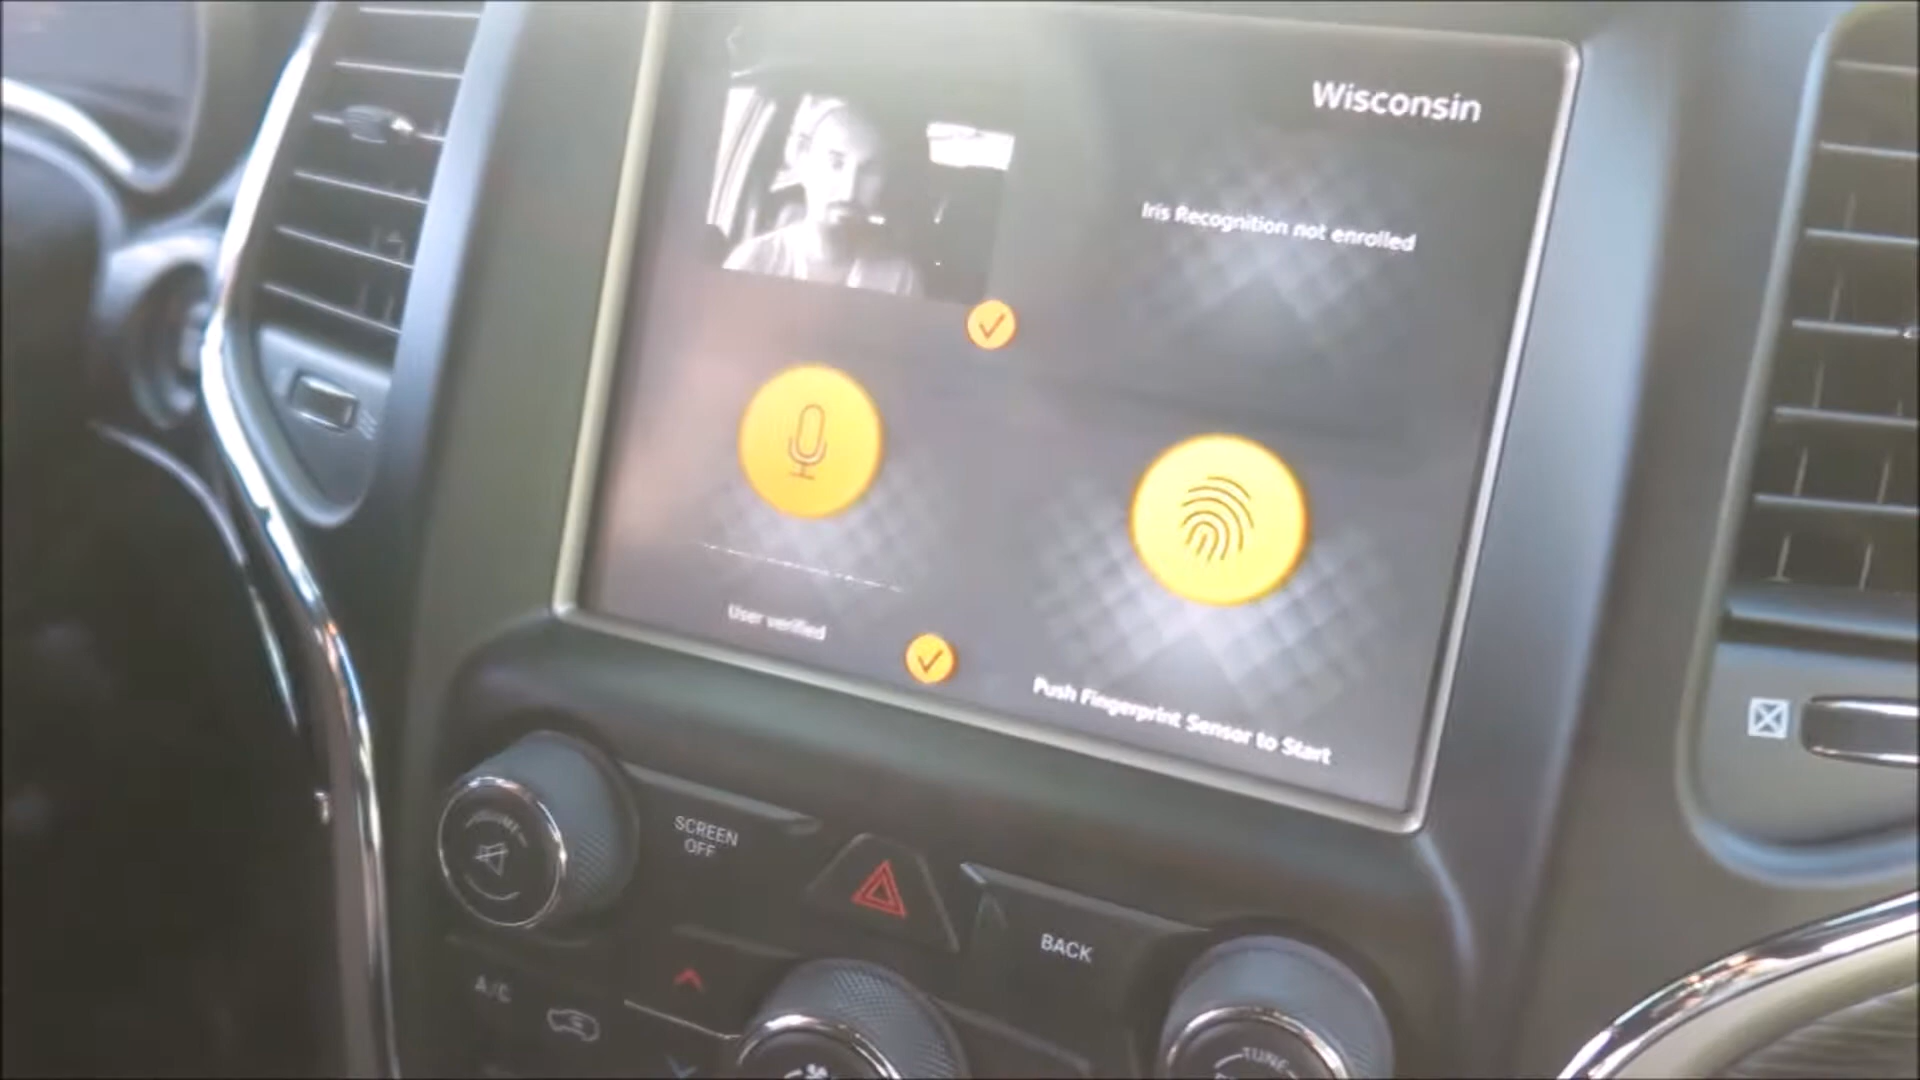 Wisconsin
Iris Recognition not enrolled
User verified
Push Fingerprint Sensor to Start
SCREEN
OFF
BACK
A/C
TUNE